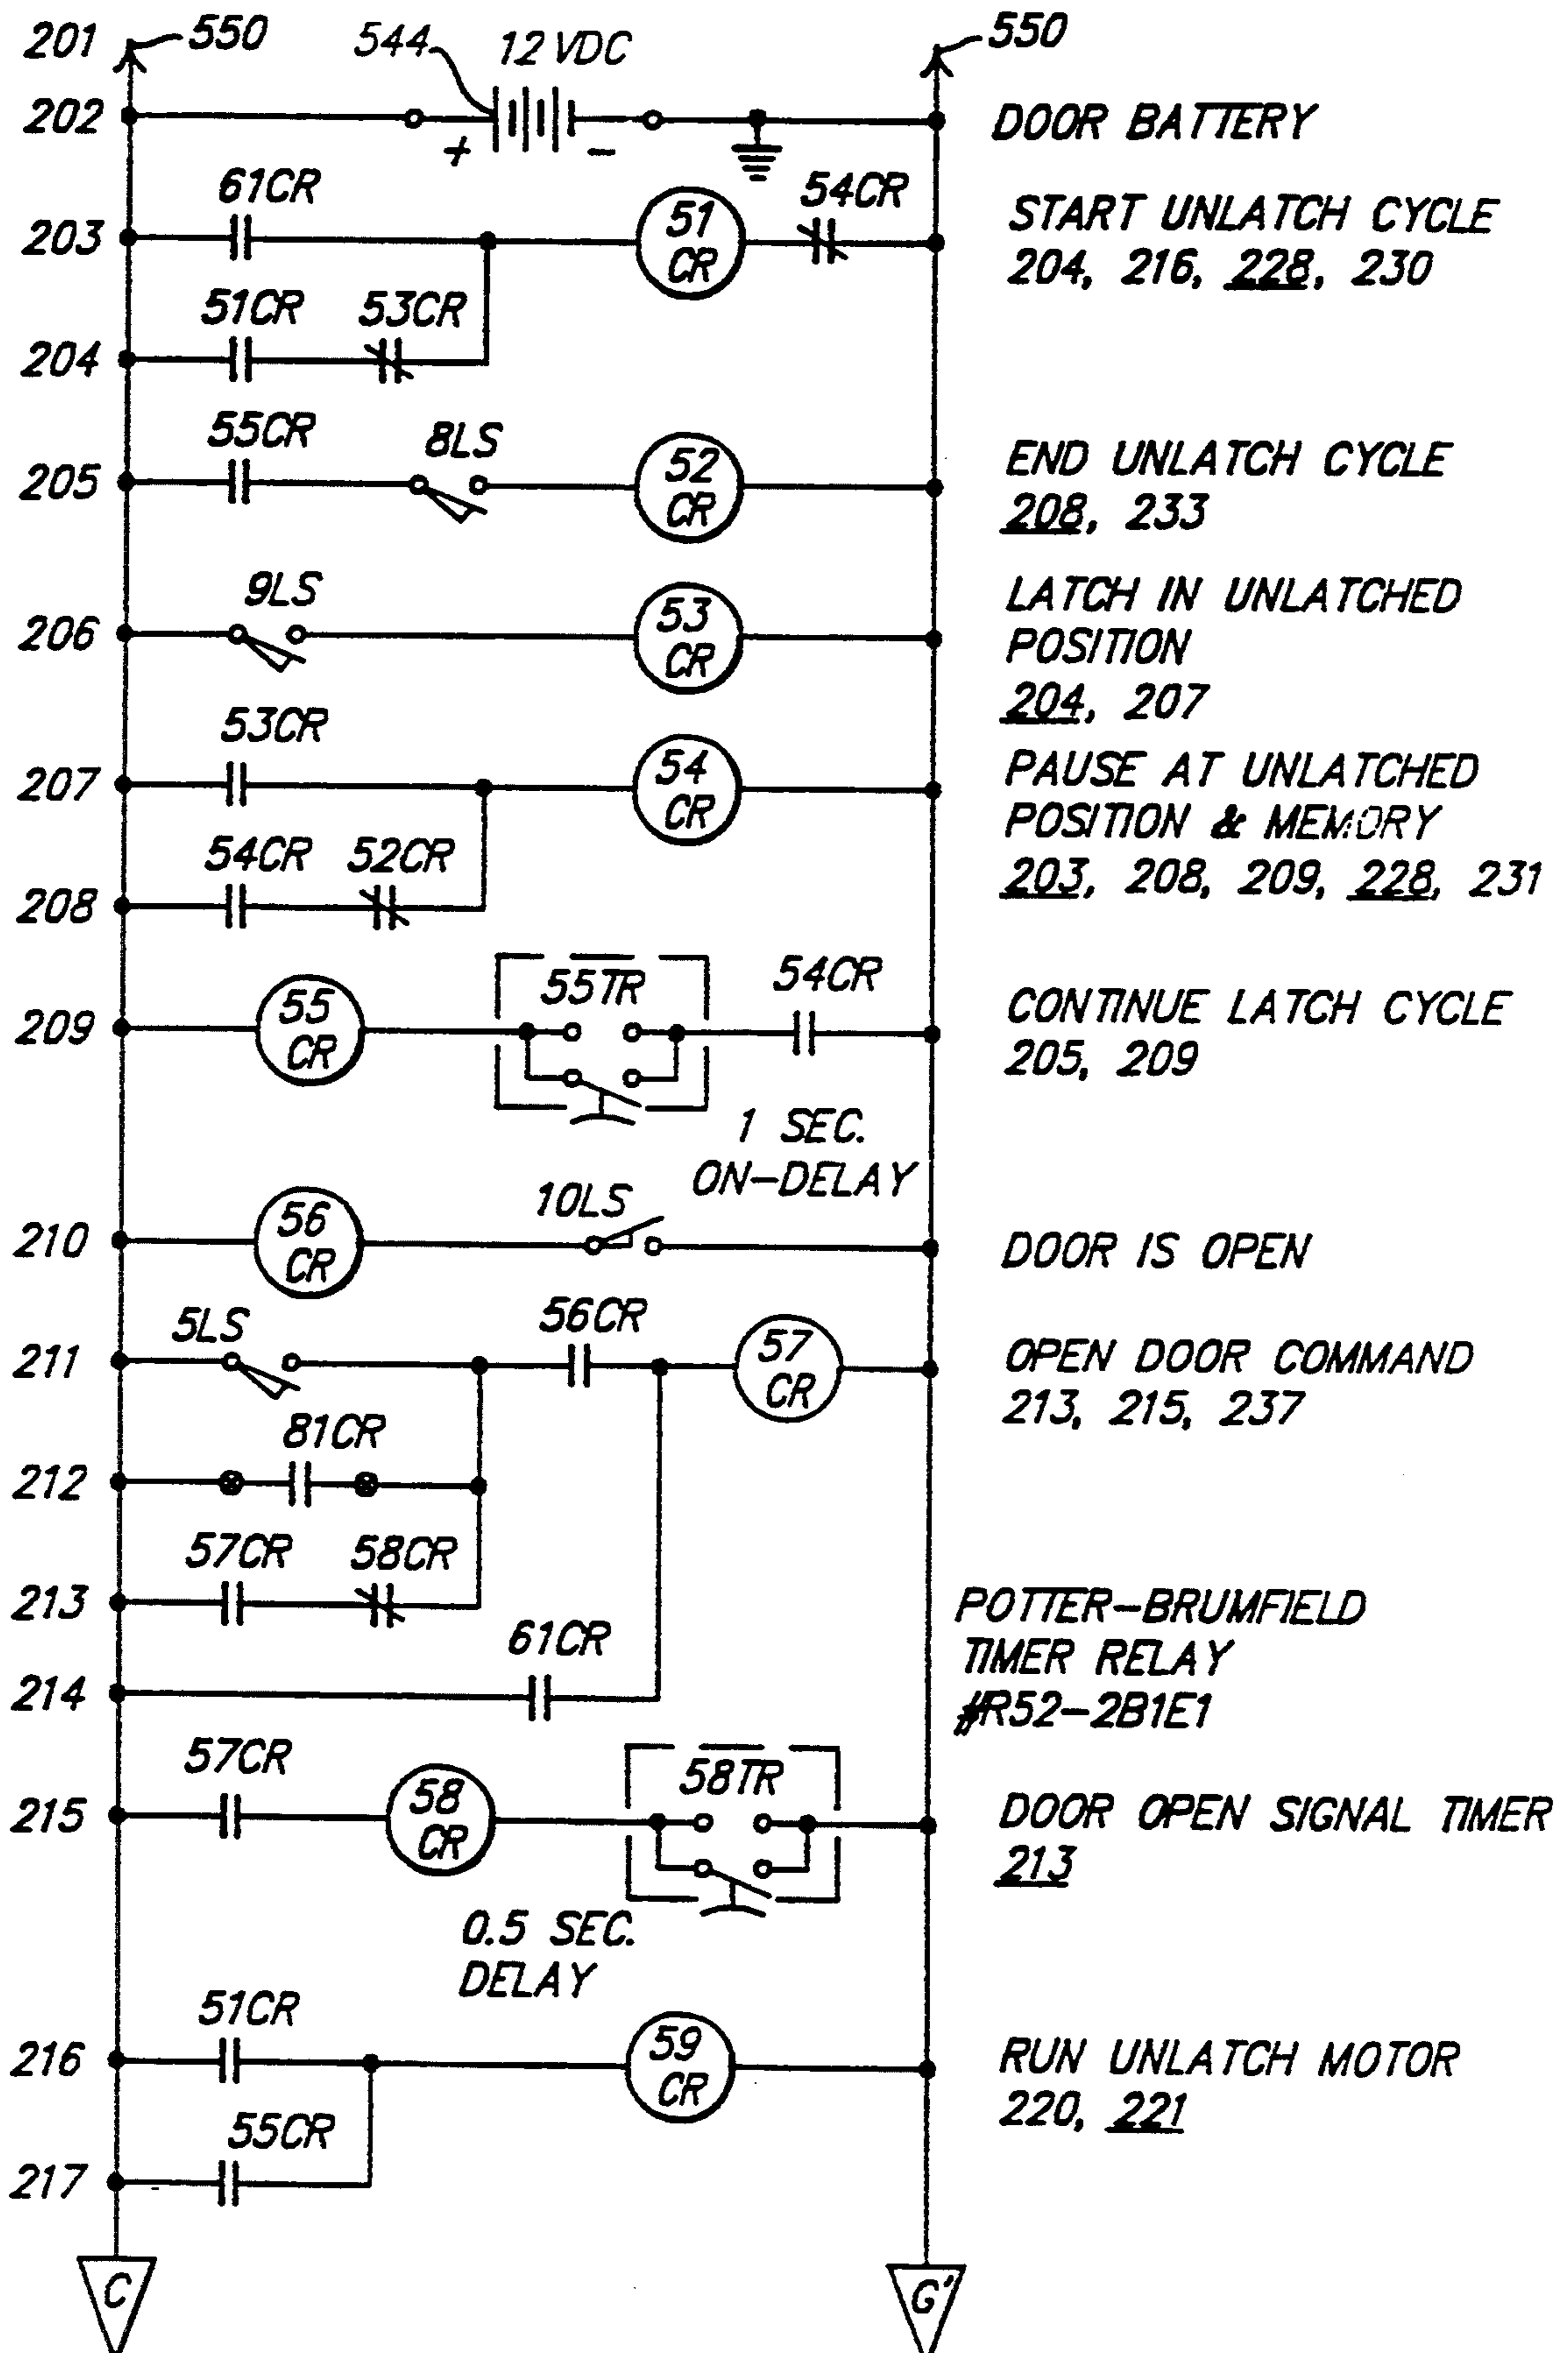 201 550 544 12 VDC 550
202 + - DOOR BATTERY
61CR 54CR
203 51 CR START UNLATCH CYCLE
204, 216, 228, 230
51CR 53CR
204
55CR 8LS
205 52 CR END UNLATCH CYCLE
208, 233
9LS
206 53 CR LATCH IN UNLATCHED
POSITION
204, 207
53CR
207 54 CR PAUSE AT UNLATCHED
POSITION & MEMORY
203, 208, 209, 228, 231
54CR 52CR
208
55TR 54CR
209 55 CR CONTINUE LATCH CYCLE
205, 209
1 SEC.
ON-DELAY
10LS
210 56 CR DOOR IS OPEN
5LS 56CR
211 57 CR OPEN DOOR COMMAND
213, 215, 237
81CR
212
57CR 58CR
213 POTTER-BRUMFIELD
TIMER RELAY
#R52-2B1E1
61CR
214
57CR 58TR
215 58 CR DOOR OPEN SIGNAL TIMER
213
0.5 SEC.
DELAY
51CR
216 59 CR RUN UNLATCH MOTOR
220, 221
55CR
217
C G'